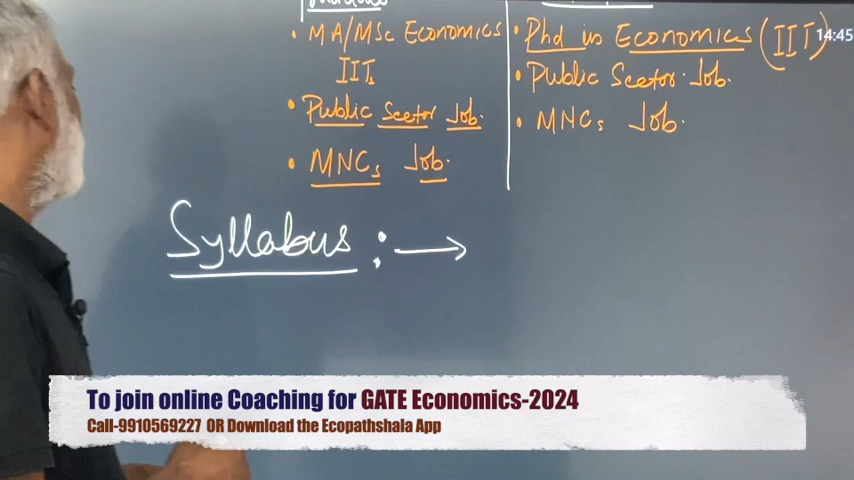 • MA/MSc Economics
IITs
• Public Sector Job.
• MNCs Job.
• Phd in Economics (IIT)
• Public Sector Job.
• MNCs Job.
14:45
Syllabus : →
To join online Coaching for GATE Economics-2024
Call-9910569227 OR Download the Ecopathshala App